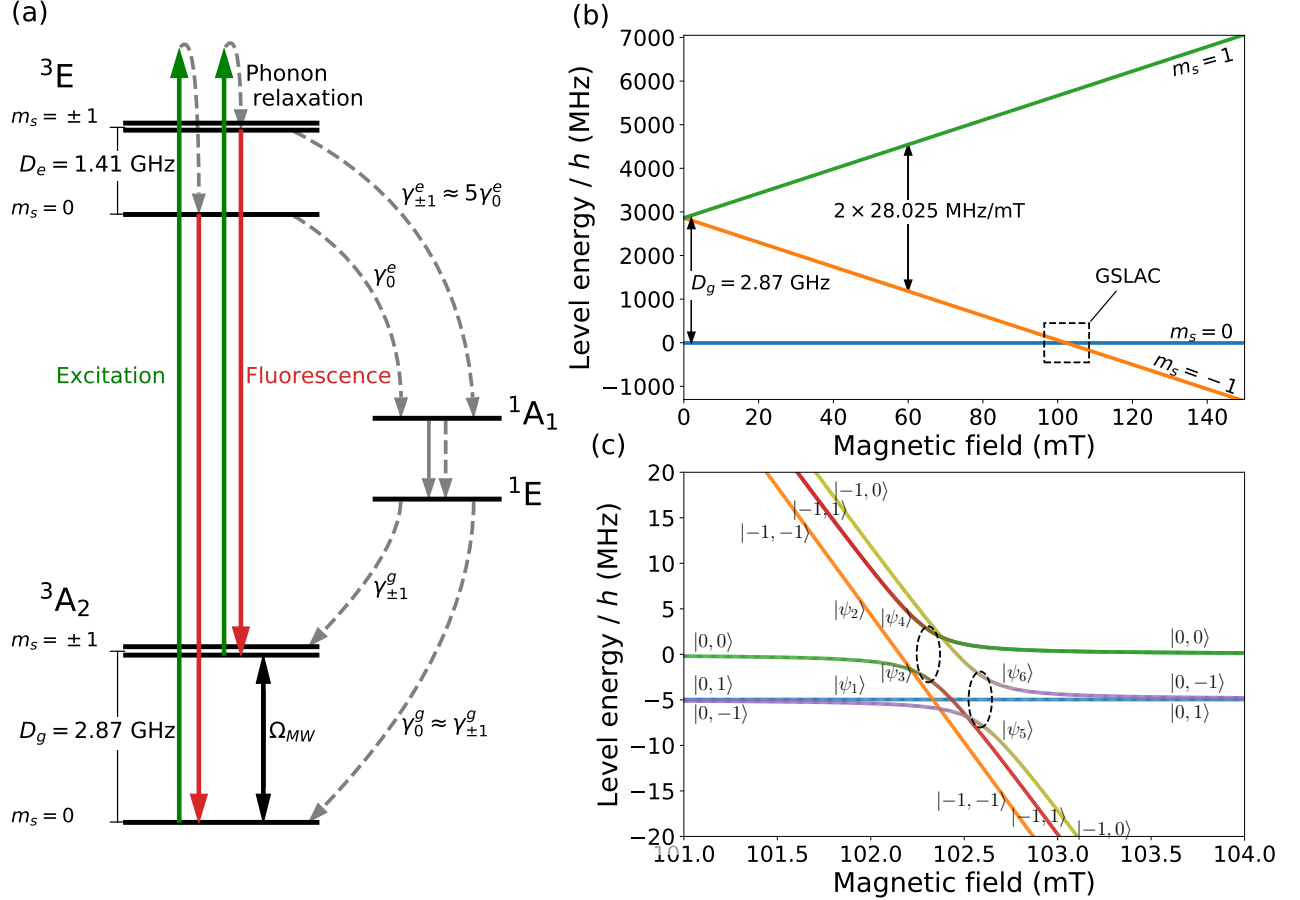 (a)
³E
Phonon
relaxation
m_s = ±1
D_e = 1.41 GHz
m_s = 0
γ^e_{±1} ≈ 5γ^e_0
γ^e_0
Excitation
Fluorescence
¹A₁
¹E
³A₂
m_s = ±1
γ^g_{±1}
D_g = 2.87 GHz
Ω_{MW}
γ^g_0 ≈ γ^g_{±1}
m_s = 0
(b)
Level energy / h (MHz)
7000
6000
5000
4000
3000
2000
1000
0
−1000
m_s = 1
2 × 28.025 MHz/mT
D_g = 2.87 GHz
GSLAC
m_s = 0
m_s = −1
0 20 40 60 80 100 120 140
Magnetic field (mT)
(c)
Level energy / h (MHz)
20
15
10
5
0
−5
−10
−15
−20
|−1, 0⟩
|−1, 1⟩
|−1, −1⟩
|ψ₂⟩
|ψ₄⟩
|0, 0⟩
|0, 0⟩
|ψ₃⟩
|ψ₆⟩
|0, 1⟩
|ψ₁⟩
|0, −1⟩
|0, −1⟩
|0, 1⟩
|ψ₅⟩
|−1, −1⟩
|−1, 1⟩
|−1, 0⟩
101.0 101.5 102.0 102.5 103.0 103.5 104.0
Magnetic field (mT)